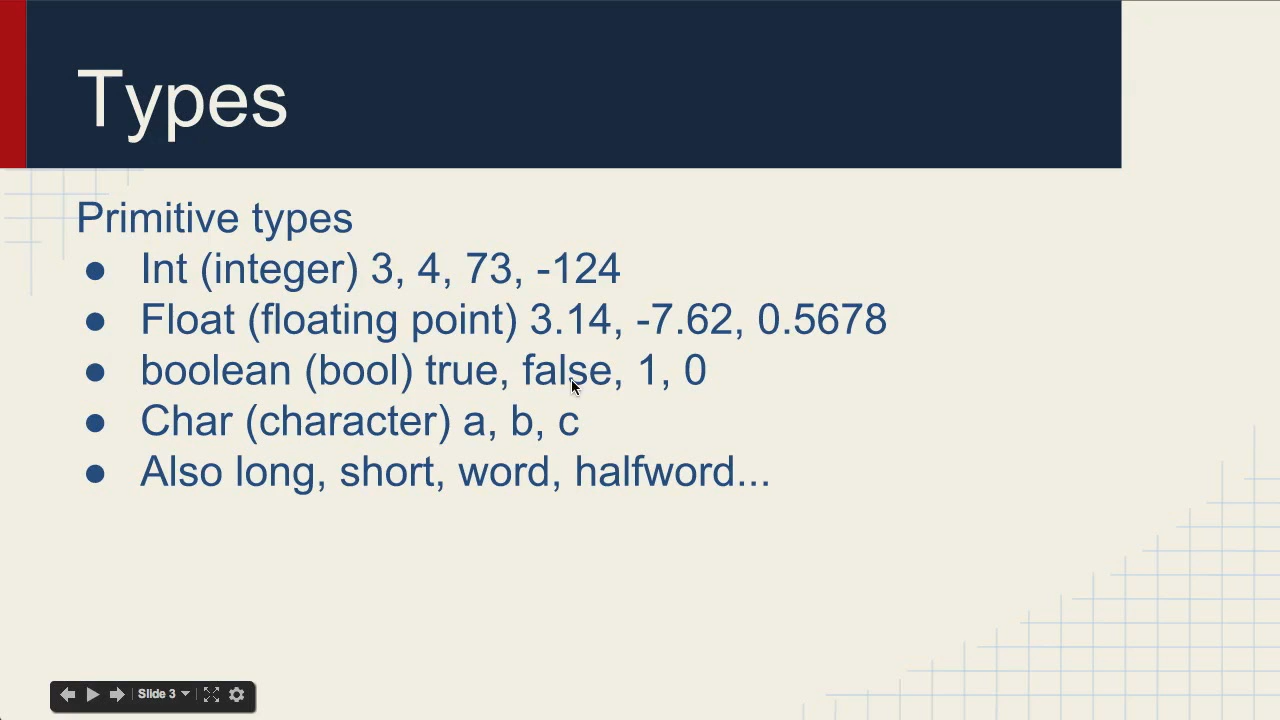 Types
Primitive types
● Int (integer) 3, 4, 73, -124
● Float (floating point) 3.14, -7.62, 0.5678
● boolean (bool) true, false, 1, 0
● Char (character) a, b, c
● Also long, short, word, halfword...
Slide 3